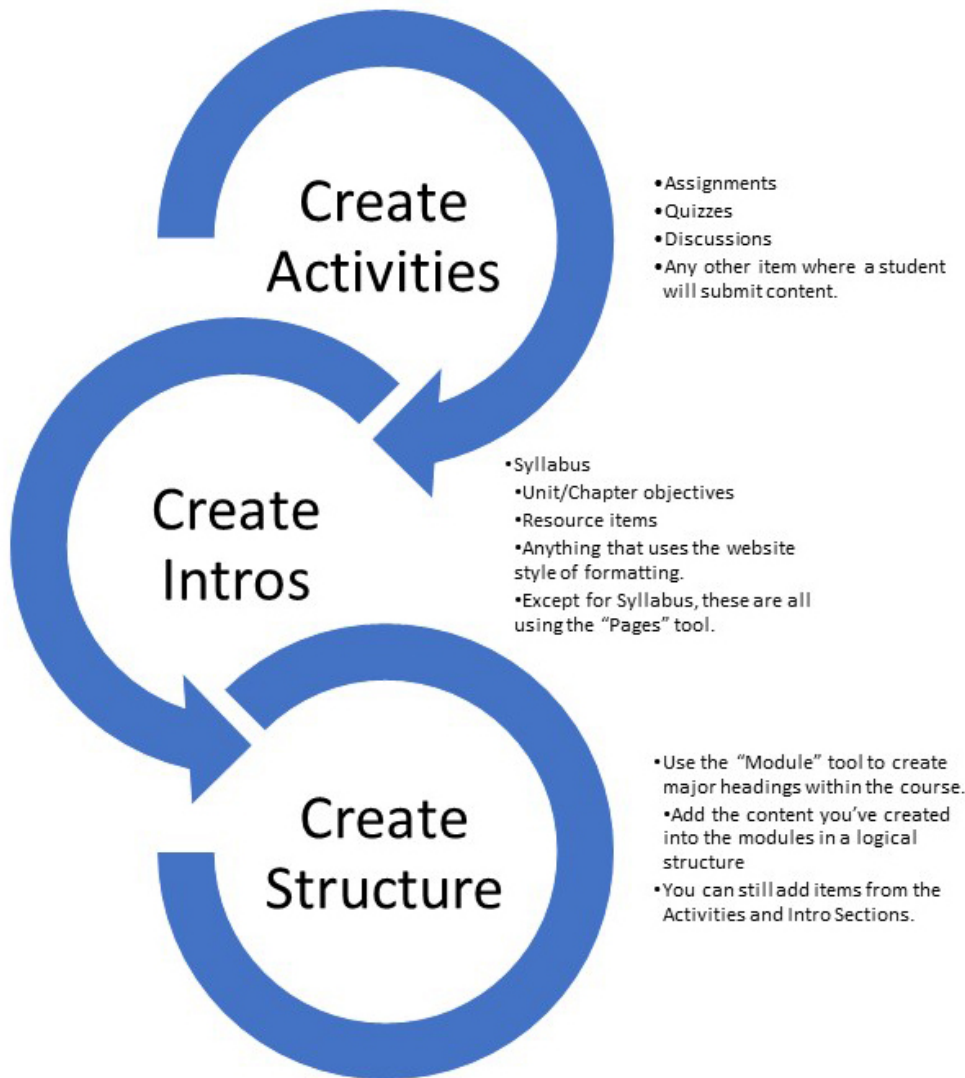 Create
Activities
•Assignments
•Quizzes
•Discussions
•Any other item where a student
will submit content.
Create
Intros
•Syllabus
•Unit/Chapter objectives
•Resource items
•Anything that uses the website
style of formatting.
•Except for Syllabus, these are all
using the “Pages” tool.
Create
Structure
•Use the “Module” tool to create
major headings within the course.
•Add the content you’ve created
into the modules in a logical
structure
•You can still add items from the
Activities and Intro Sections.